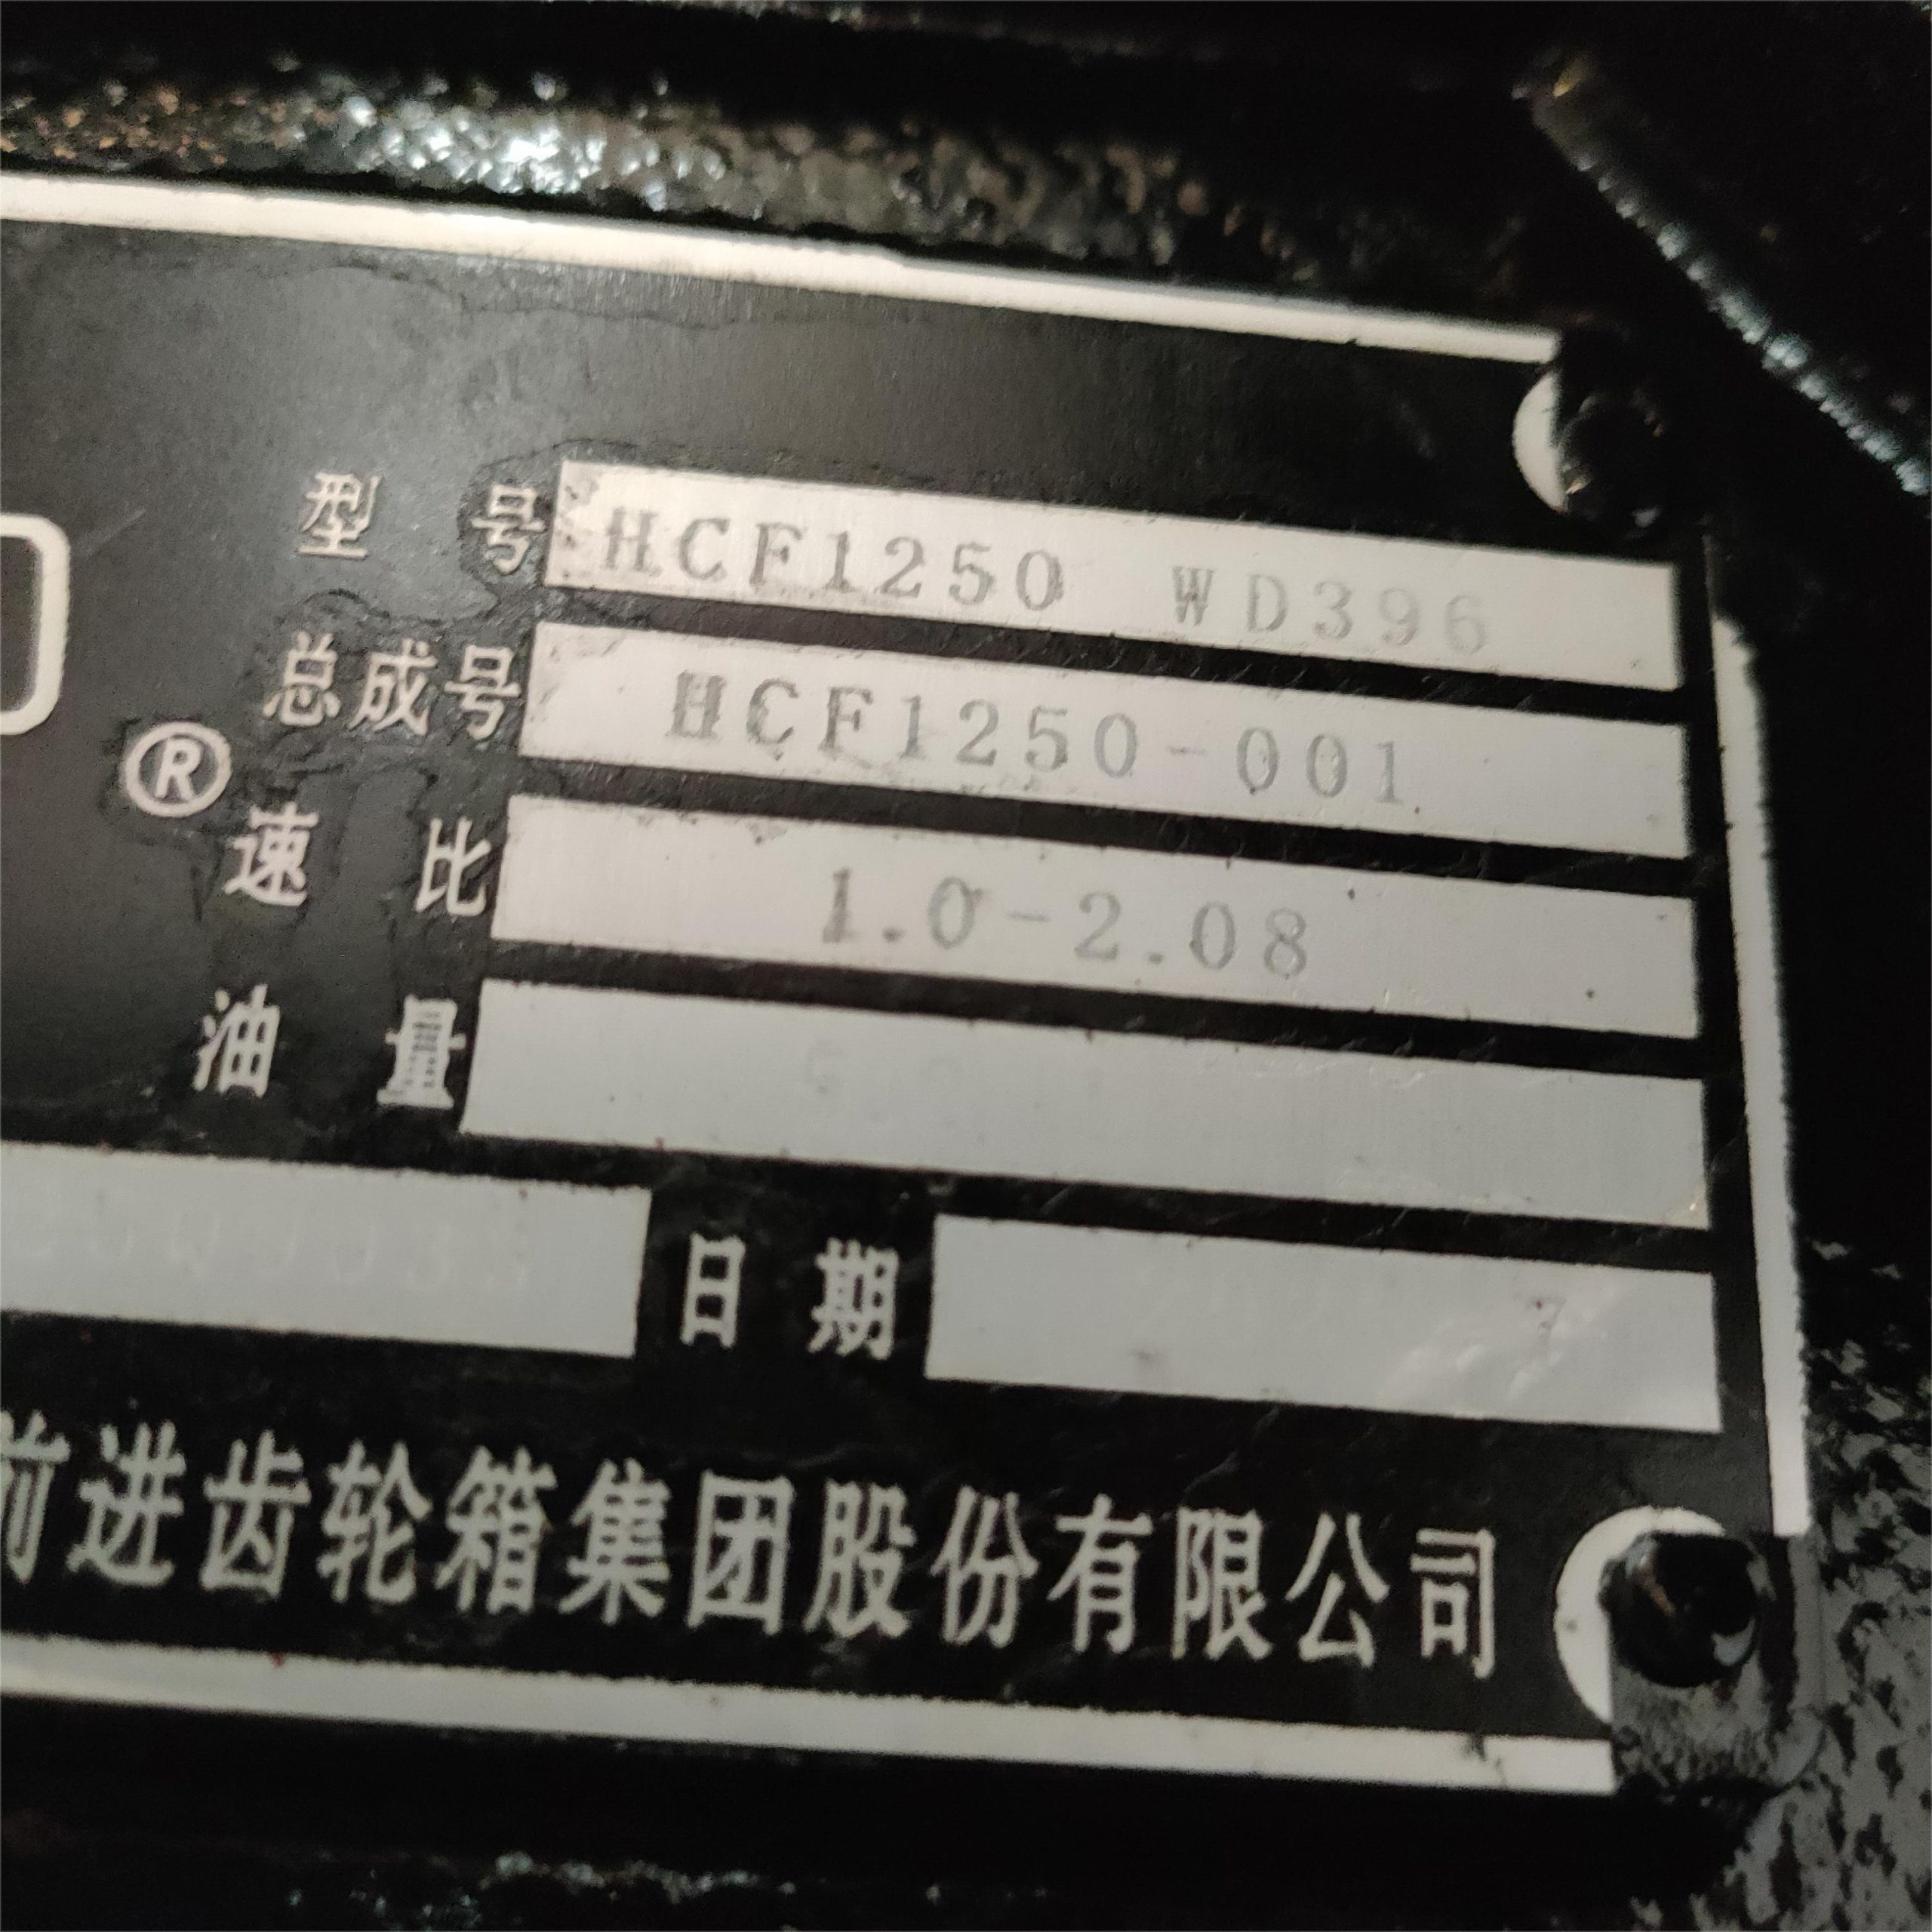 型号 HCF1250 WD396
总成号 HCF1250-001
®
速比 1.0-2.08
油量
日期
前进齿轮箱集团股份有限公司